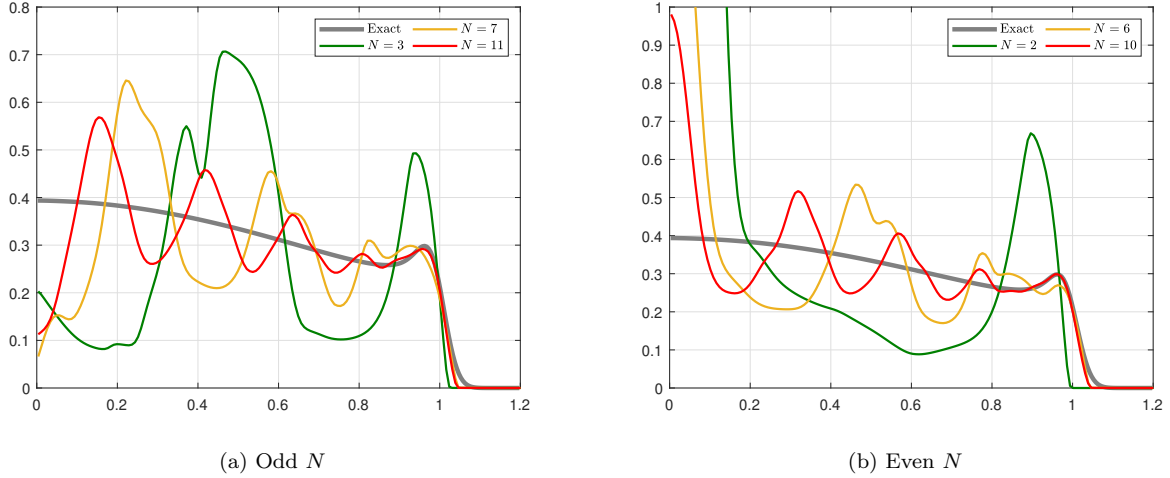 0.8
0.7
0.6
0.5
0.4
0.3
0.2
0.1
0
0 0.2 0.4 0.6 0.8 1 1.2
Exact N = 7
N = 3 N = 11
(a) Odd N
1
0.9
0.8
0.7
0.6
0.5
0.4
0.3
0.2
0.1
0
0 0.2 0.4 0.6 0.8 1 1.2
Exact N = 6
N = 2 N = 10
(b) Even N